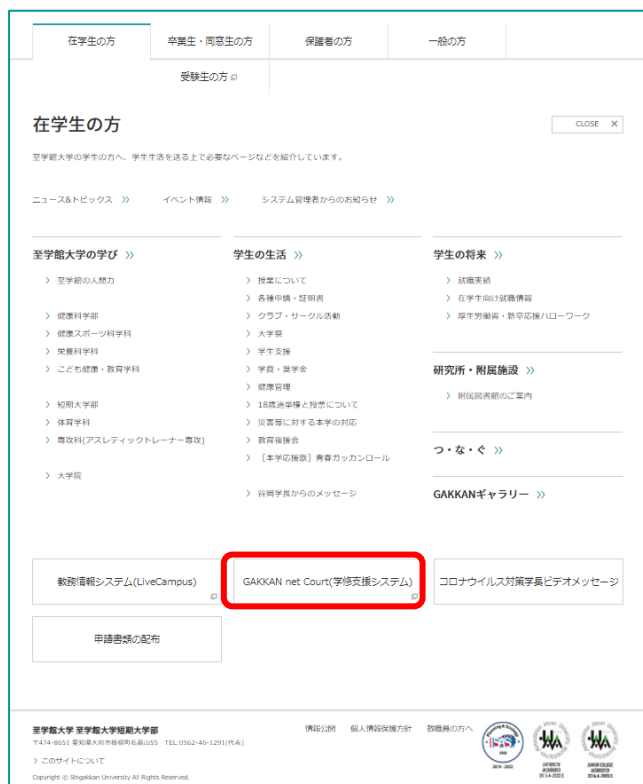 在学生の方
卒業生・同窓生の方
保護者の方
一般の方
受験生の方
在学生の方
CLOSE ×
至学館大学の学生の方へ、学生生活を送る上で必要なページなどを紹介しています。
ニュース&トピックス
イベント情報
システム管理者からのお知らせ
至学館大学の学び
至学館の人間力
健康科学部
健康スポーツ科学科
栄養科学科
こども健康・教育学科
短期大学部
体育学科
専攻科(アスレティックトレーナー専攻)
大学院
学生の生活
授業について
各種申請・証明書
クラブ・サークル活動
大学祭
学生支援
学費・奨学金
健康管理
18歳選挙権と投票について
災害等に対する本学の対応
教育後援会
[本学応援歌] 青春ガッカンロール
谷岡学長からのメッセージ
学生の将来
就職実績
在学生向け就職情報
厚生労働省・新卒応援ハローワーク
研究所・附属施設
附属図書館のご案内
つ・な・ぐ
GAKKANギャラリー
教務情報システム(LiveCampus)
GAKKAN net Court(学修支援システム)
コロナウイルス対策学長ビデオメッセージ
申請書類の配布
至学館大学 至学館大学短期大学部
〒474-8651 愛知県大府市横根町名高山55 TEL:0562-46-1291(代表)
このサイトについて
Copyright © Shigakkan University All Rights Reserved.
情報公開
個人情報保護方針
教職員の方へ